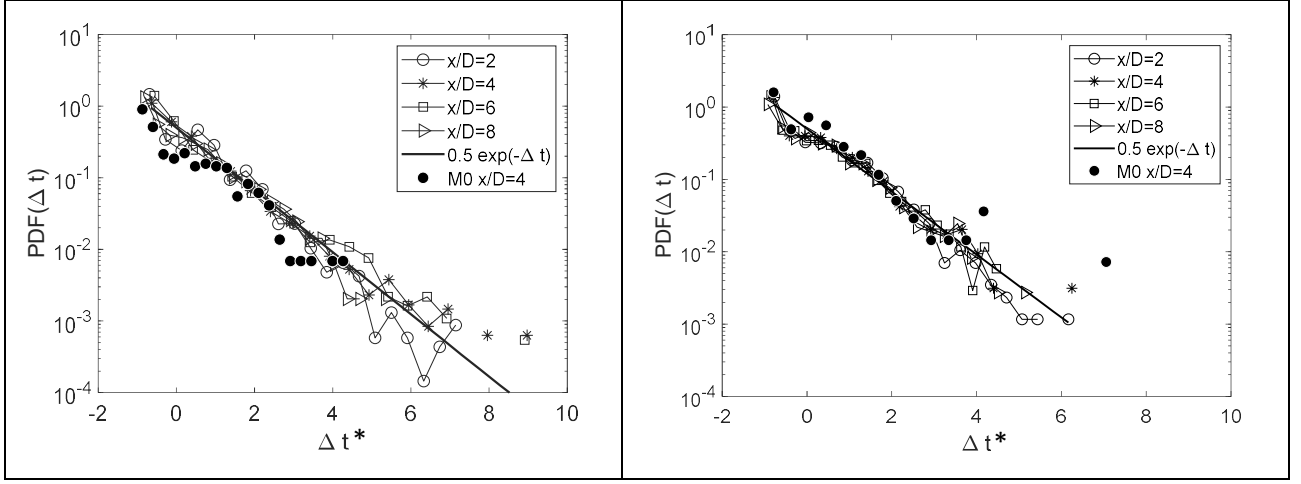 10^1
10^0
10^-1
10^-2
10^-3
10^-4
PDF(Δ t)
-2 0 2 4 6 8 10
Δ t*
x/D=2
x/D=4
x/D=6
x/D=8
0.5 exp(-Δ t)
M0 x/D=4
10^1
10^0
10^-1
10^-2
10^-3
10^-4
PDF(Δ t)
-2 0 2 4 6 8 10
Δ t*
x/D=2
x/D=4
x/D=6
x/D=8
0.5 exp(-Δ t)
M0 x/D=4